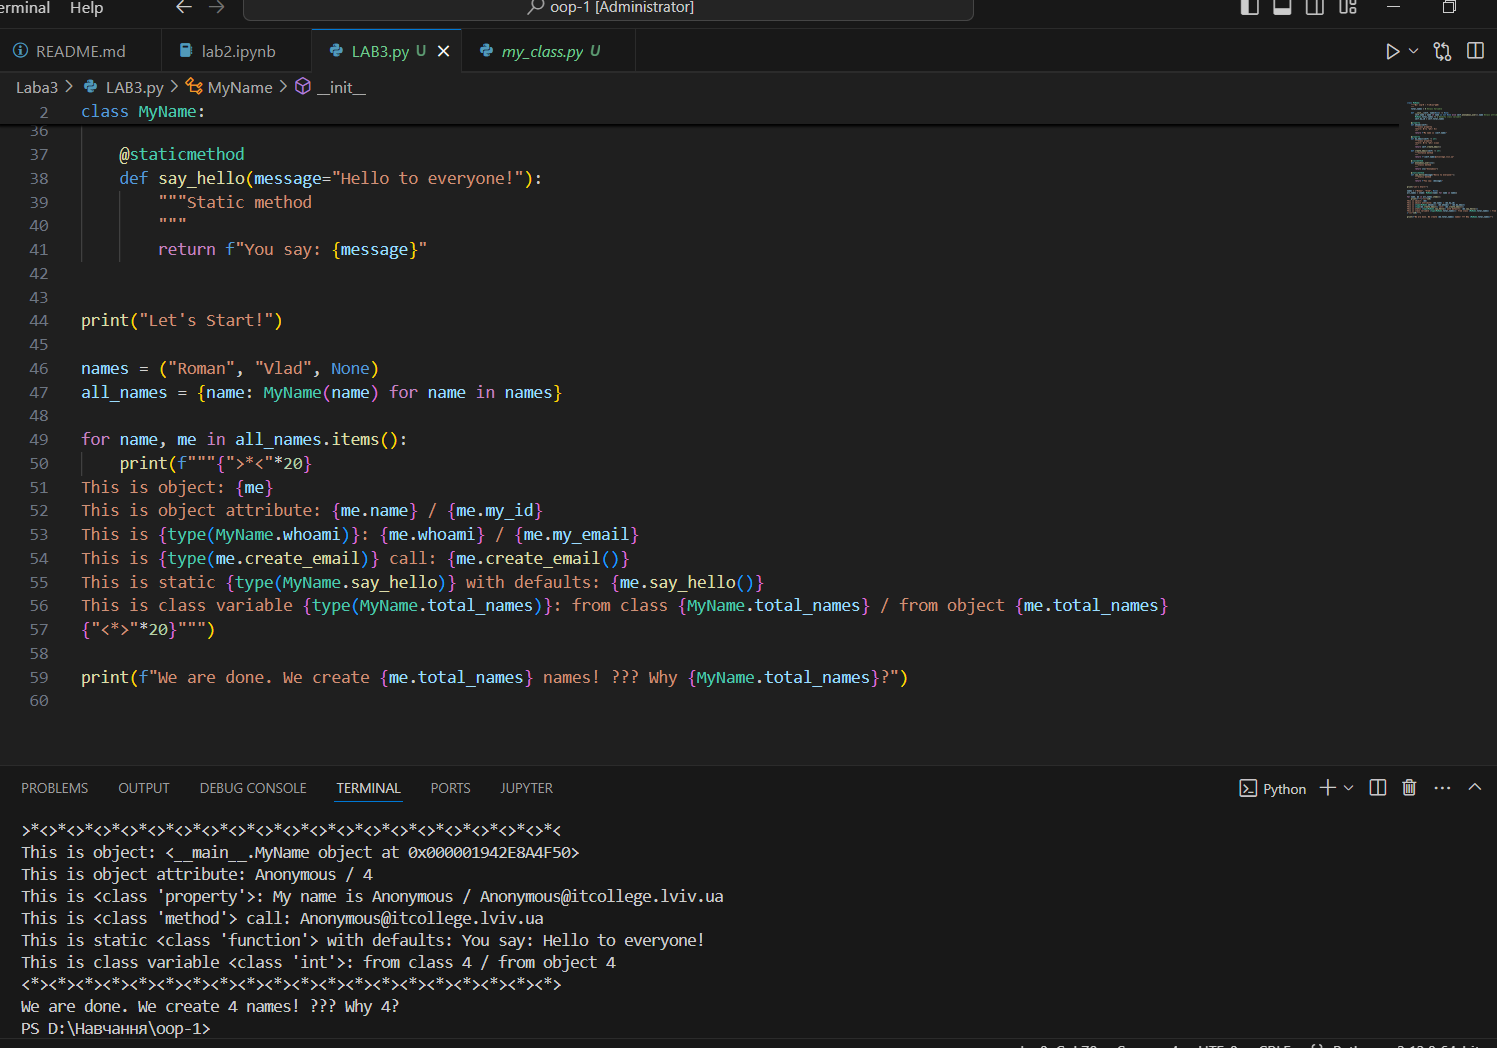 erminal Help
oop-1 [Administrator]
README.md
lab2.ipynb
LAB3.py U
my_class.py U
Laba3 > LAB3.py > MyName > __init__
2 class MyName:
36
37 @staticmethod
38 def say_hello(message="Hello to everyone!"):
39 """Static method
40 """
41 return f"You say: {message}"
42
43
44 print("Let's Start!")
45
46 names = ("Roman", "Vlad", None)
47 all_names = {name: MyName(name) for name in names}
48
49 for name, me in all_names.items():
50 print(f"""{">*<"*20}
51 This is object: {me}
52 This is object attribute: {me.name} / {me.my_id}
53 This is {type(MyName.whoami)}: {me.whoami} / {me.my_email}
54 This is {type(me.create_email)} call: {me.create_email()}
55 This is static {type(MyName.say_hello)} with defaults: {me.say_hello()}
56 This is class variable {type(MyName.total_names)}: from class {MyName.total_names} / from object {me.total_names}
57 {"<*>"*20}""")
58
59 print(f"We are done. We create {me.total_names} names! ??? Why {MyName.total_names}?")
60
PROBLEMS OUTPUT DEBUG CONSOLE TERMINAL PORTS JUPYTER
Python
>*<>*<>*<>*<>*<>*<>*<>*<>*<>*<>*<>*<>*<>*<>*<>*<>*<>*<>*<>*<
This is object: <__main__.MyName object at 0x000001942E8A4F50>
This is object attribute: Anonymous / 4
This is <class 'property'>: My name is Anonymous / Anonymous@itcollege.lviv.ua
This is <class 'method'> call: Anonymous@itcollege.lviv.ua
This is static <class 'function'> with defaults: You say: Hello to everyone!
This is class variable <class 'int'>: from class 4 / from object 4
<*><*><*><*><*><*><*><*><*><*><*><*><*><*><*><*><*><*><*><*>
We are done. We create 4 names! ??? Why 4?
PS D:\Навчання\oop-1>